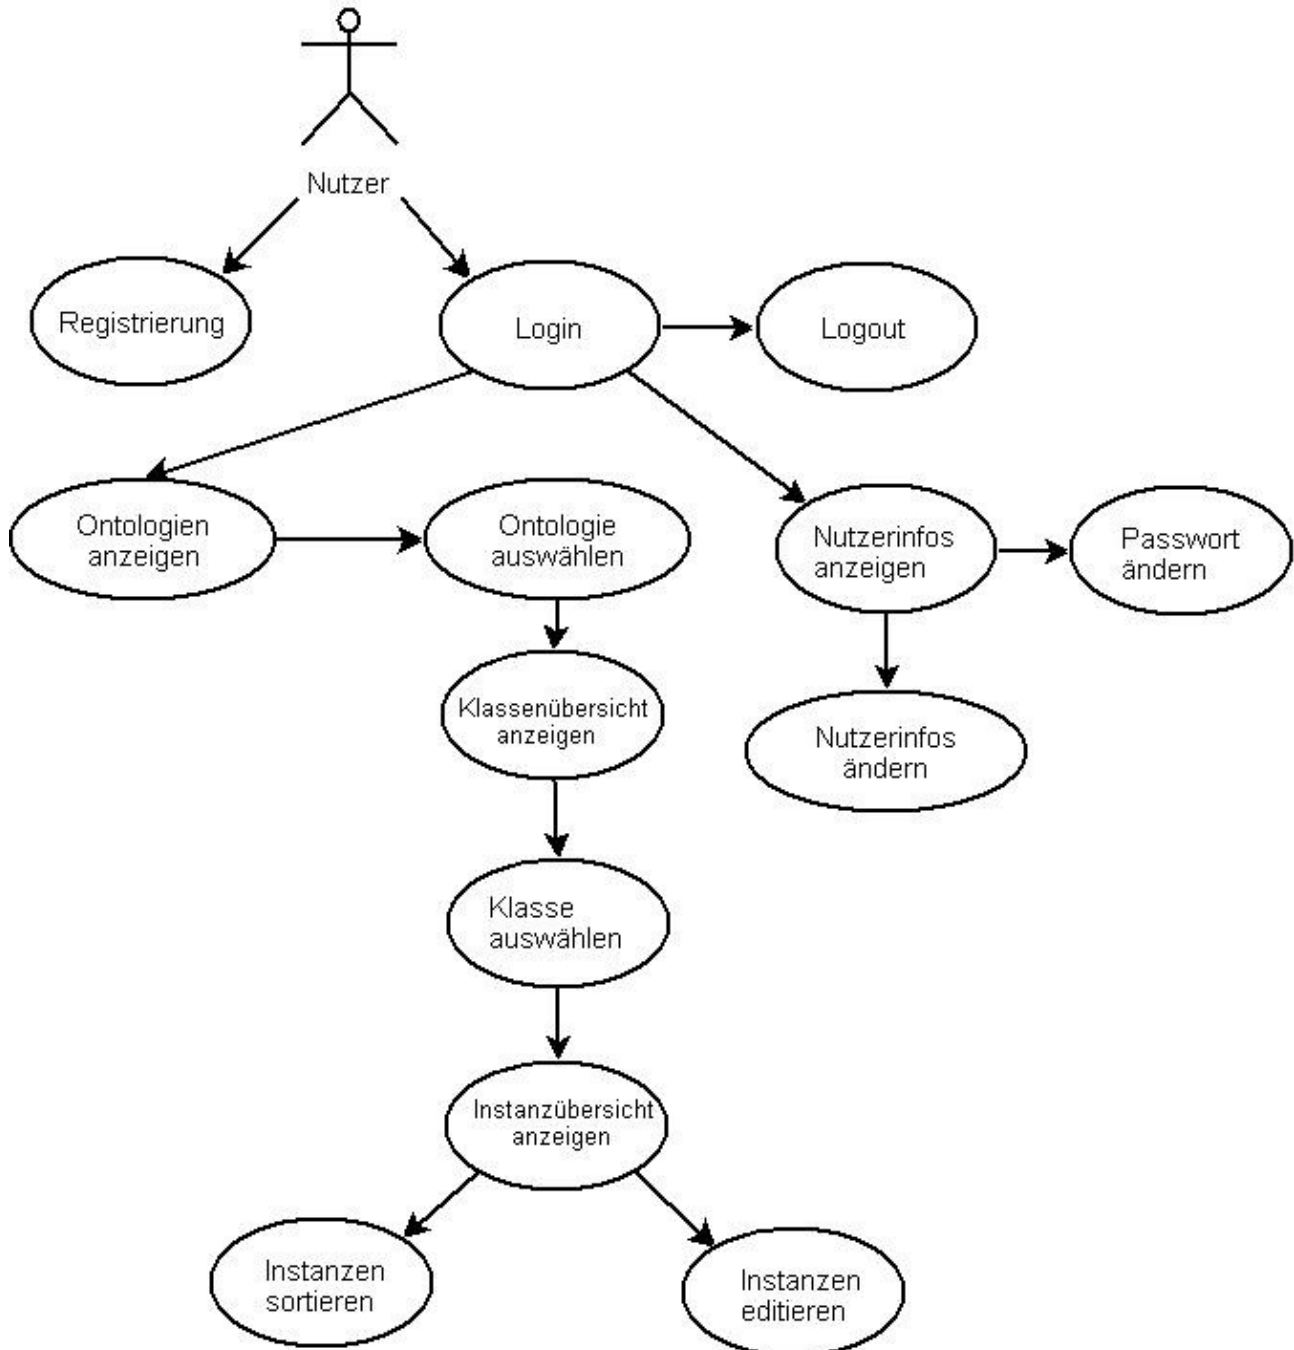 Nutzer
Registrierung
Login
Logout
Ontologien
anzeigen
Ontologie
auswählen
Nutzerinfos
anzeigen
Passwort
ändern
Klassenübersicht
anzeigen
Nutzerinfos
ändern
Klasse
auswählen
Instanzübersicht
anzeigen
Instanzen
sortieren
Instanzen
editieren